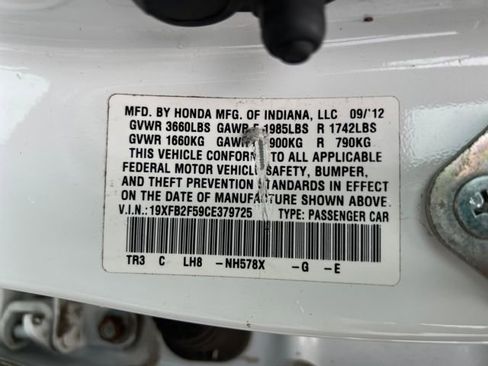 MFD. BY HONDA MFG. OF INDIANA, LLC 09/'12
GVWR 3660LBS GAWR F 1985LBS R 1742LBS
GVWR 1660KG GAWR 900KG R 790KG
THIS VEHICLE CONFORMS TO ALL APPLICABLE
FEDERAL MOTOR VEHICLE SAFETY, BUMPER,
AND THEFT PREVENTION STANDARDS IN EFFECT
ON THE DATE OF MANUFACTURE SHOWN ABOVE.
V.I.N.:19XFB2F59CE379725 TYPE: PASSENGER CAR
TR3 C LH8 -NH578X -G -E